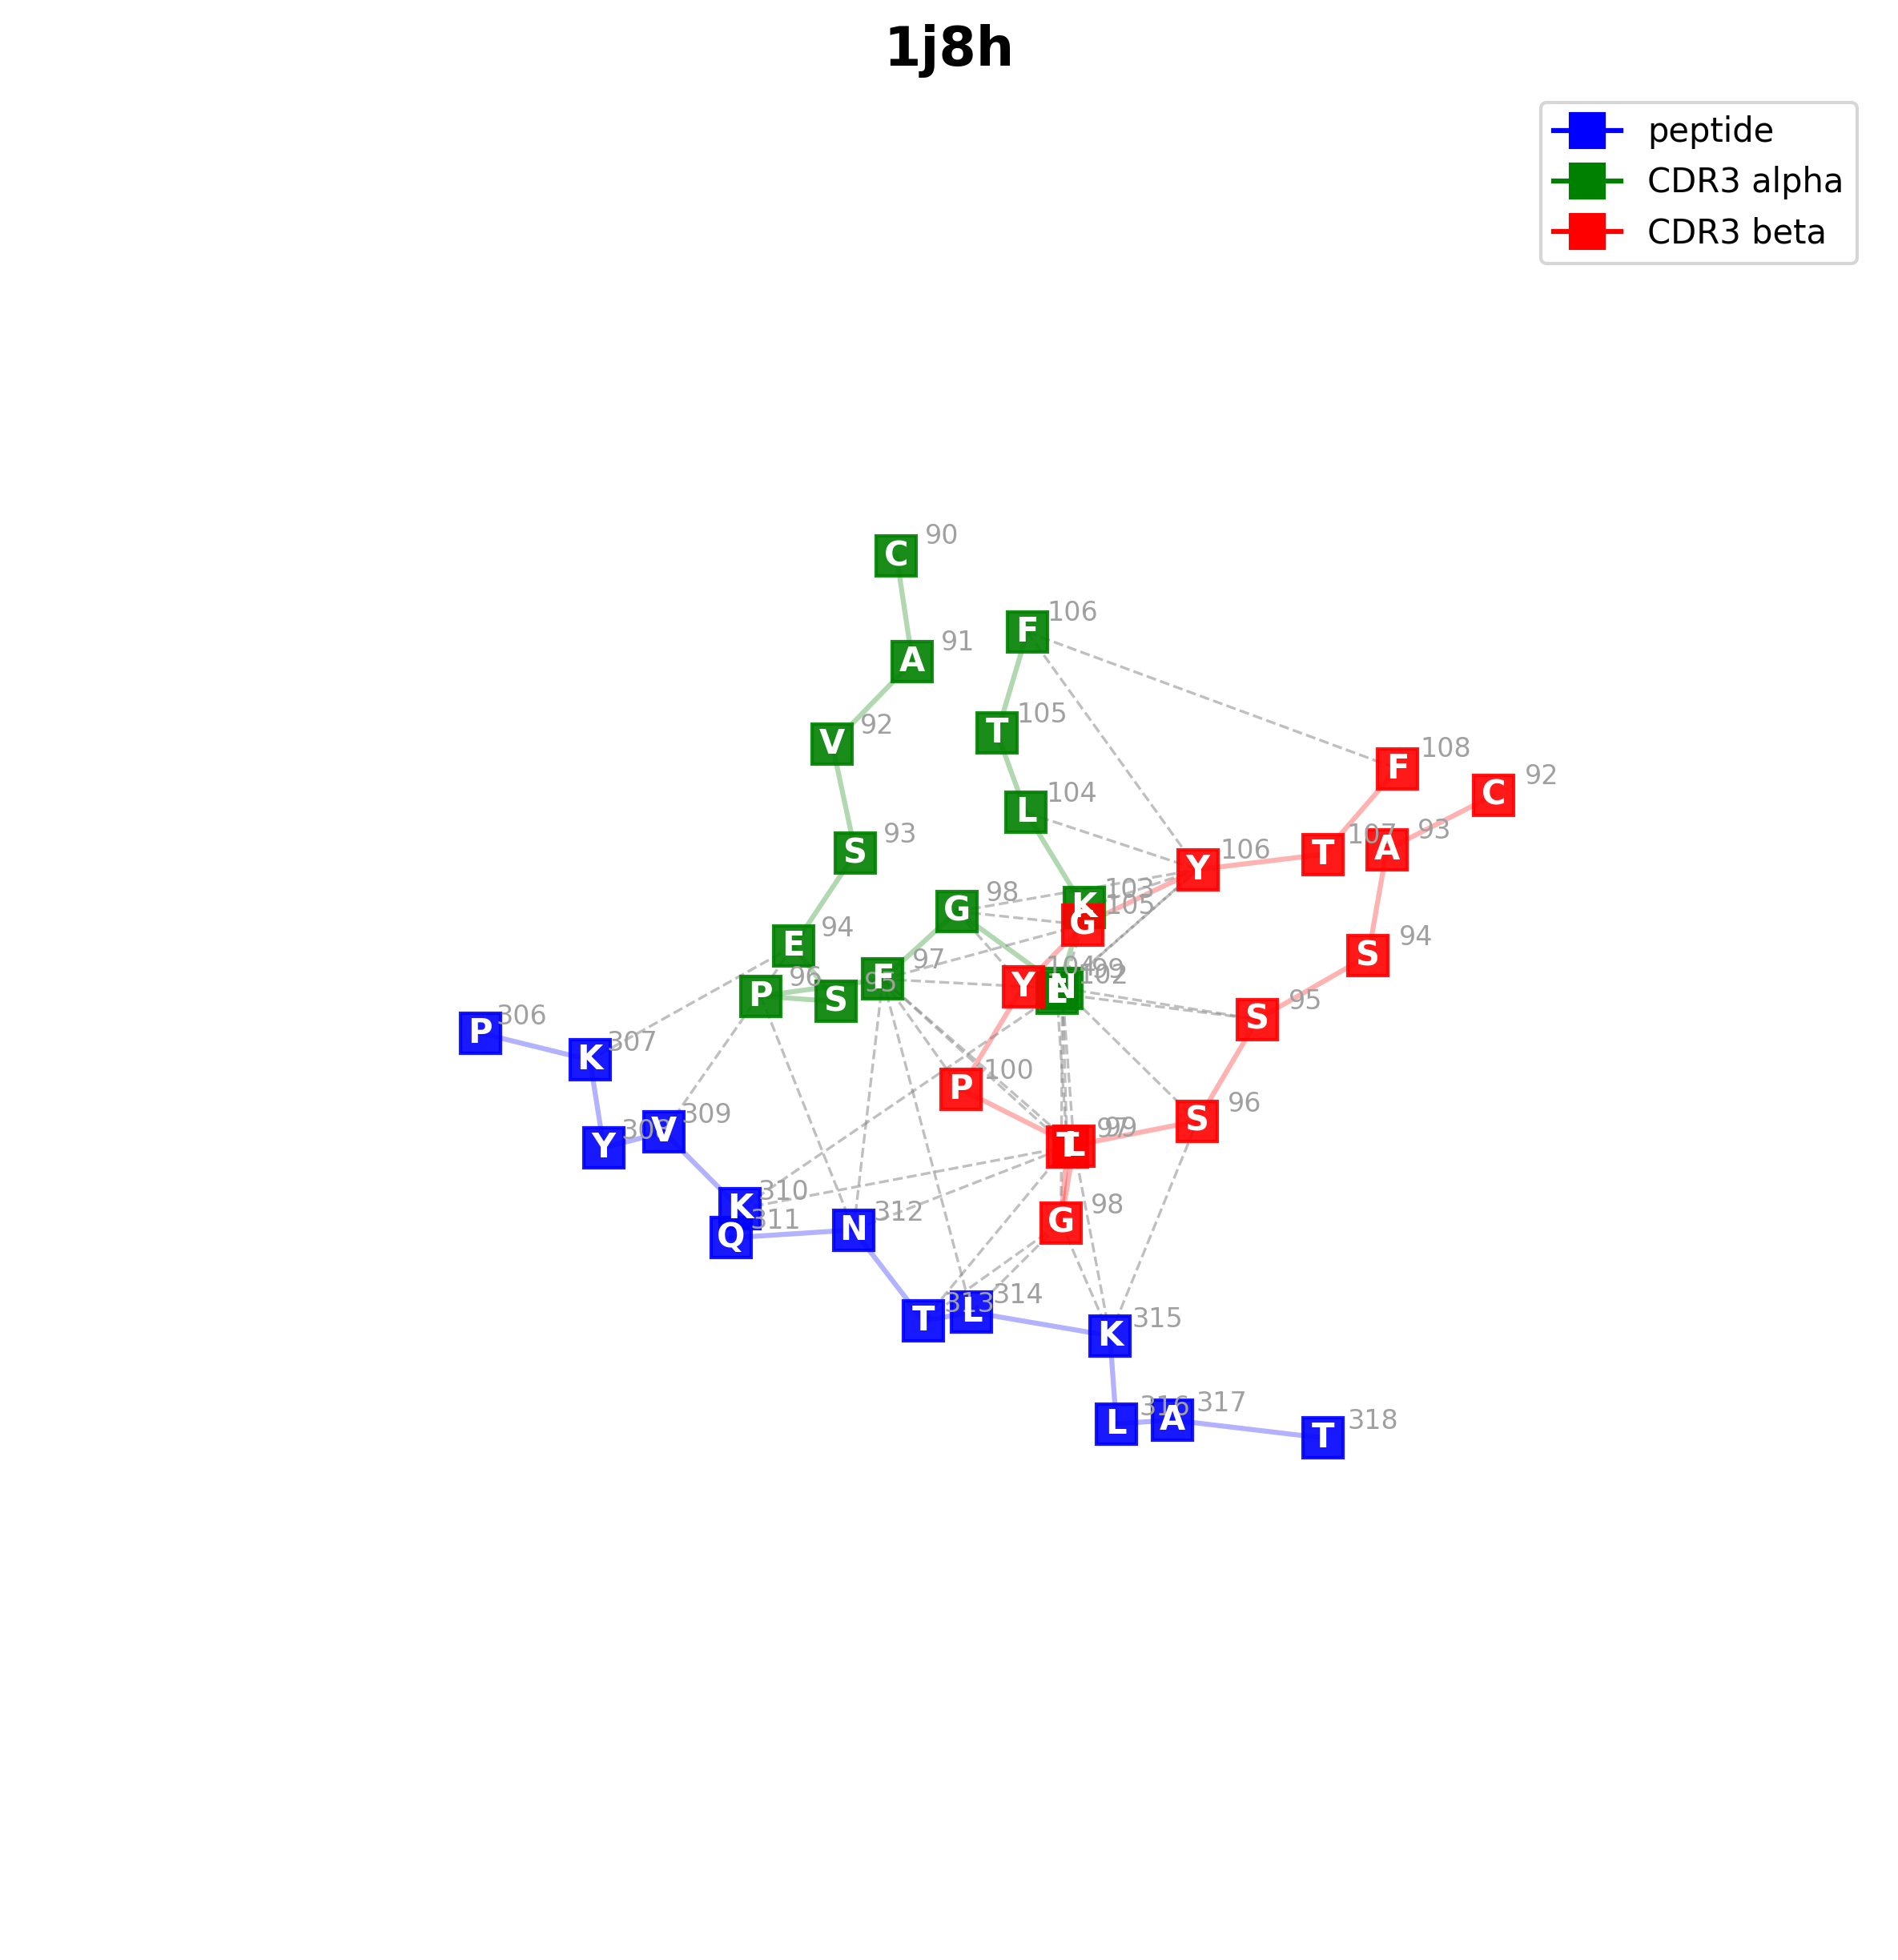 1j8h
peptide
CDR3 alpha
CDR3 beta
C 90
F 106
A 91
T 105
V 92
F 108
C 92
L 104
S 93
Y 106
T 107
A 93
G 98
K 103
G 105
E 94
S 94
F 97
P 96
S 95
Y 104
N 102
99
S 95
P 306
K 307
P 100
S 96
Y 308
V 309
L 99
97
K 310
Q 311
N 312
G 98
T 313
L 314
K 315
L 316
A 317
T 318